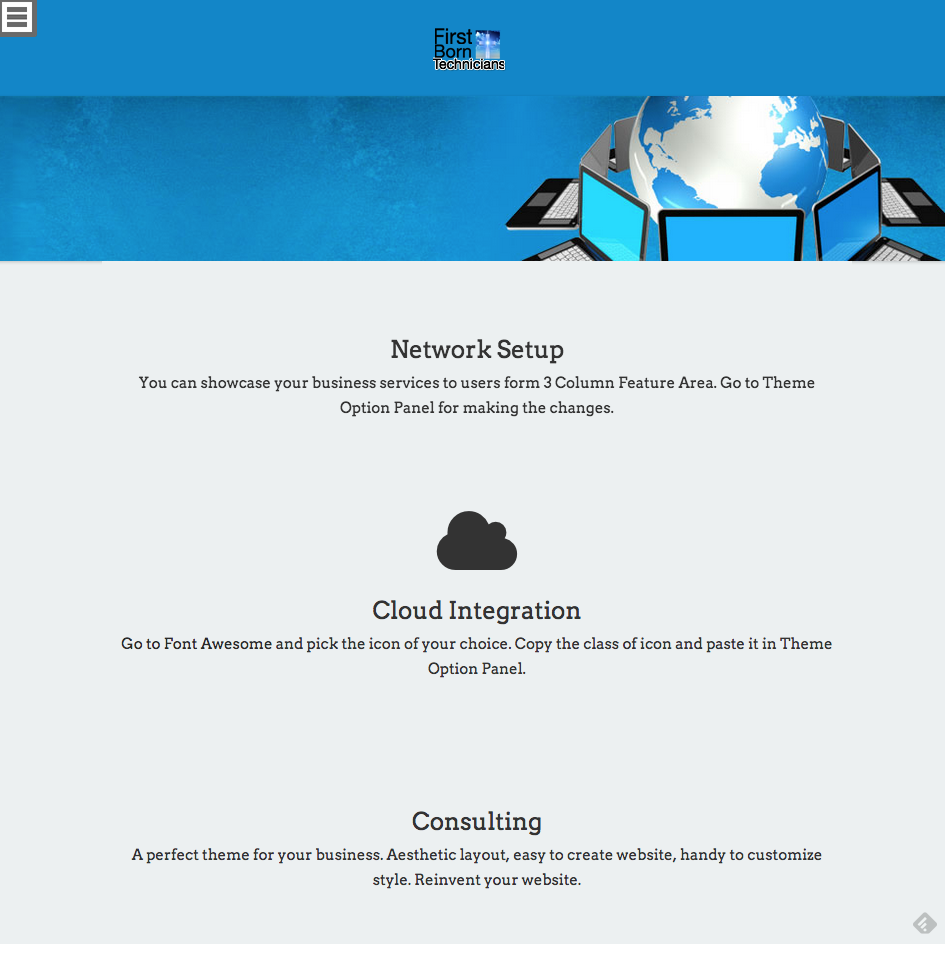 First
Born
Technicians
Network Setup
You can showcase your business services to users form 3 Column Feature Area. Go to Theme
Option Panel for making the changes.
Cloud Integration
Go to Font Awesome and pick the icon of your choice. Copy the class of icon and paste it in Theme
Option Panel.
Consulting
A perfect theme for your business. Aesthetic layout, easy to create website, handy to customize
style. Reinvent your website.